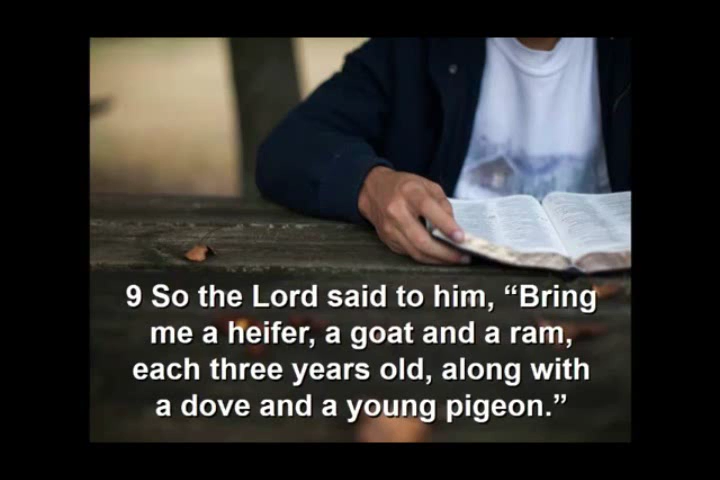 9 So the Lord said to him, “Bring
me a heifer, a goat and a ram,
each three years old, along with
a dove and a young pigeon.”